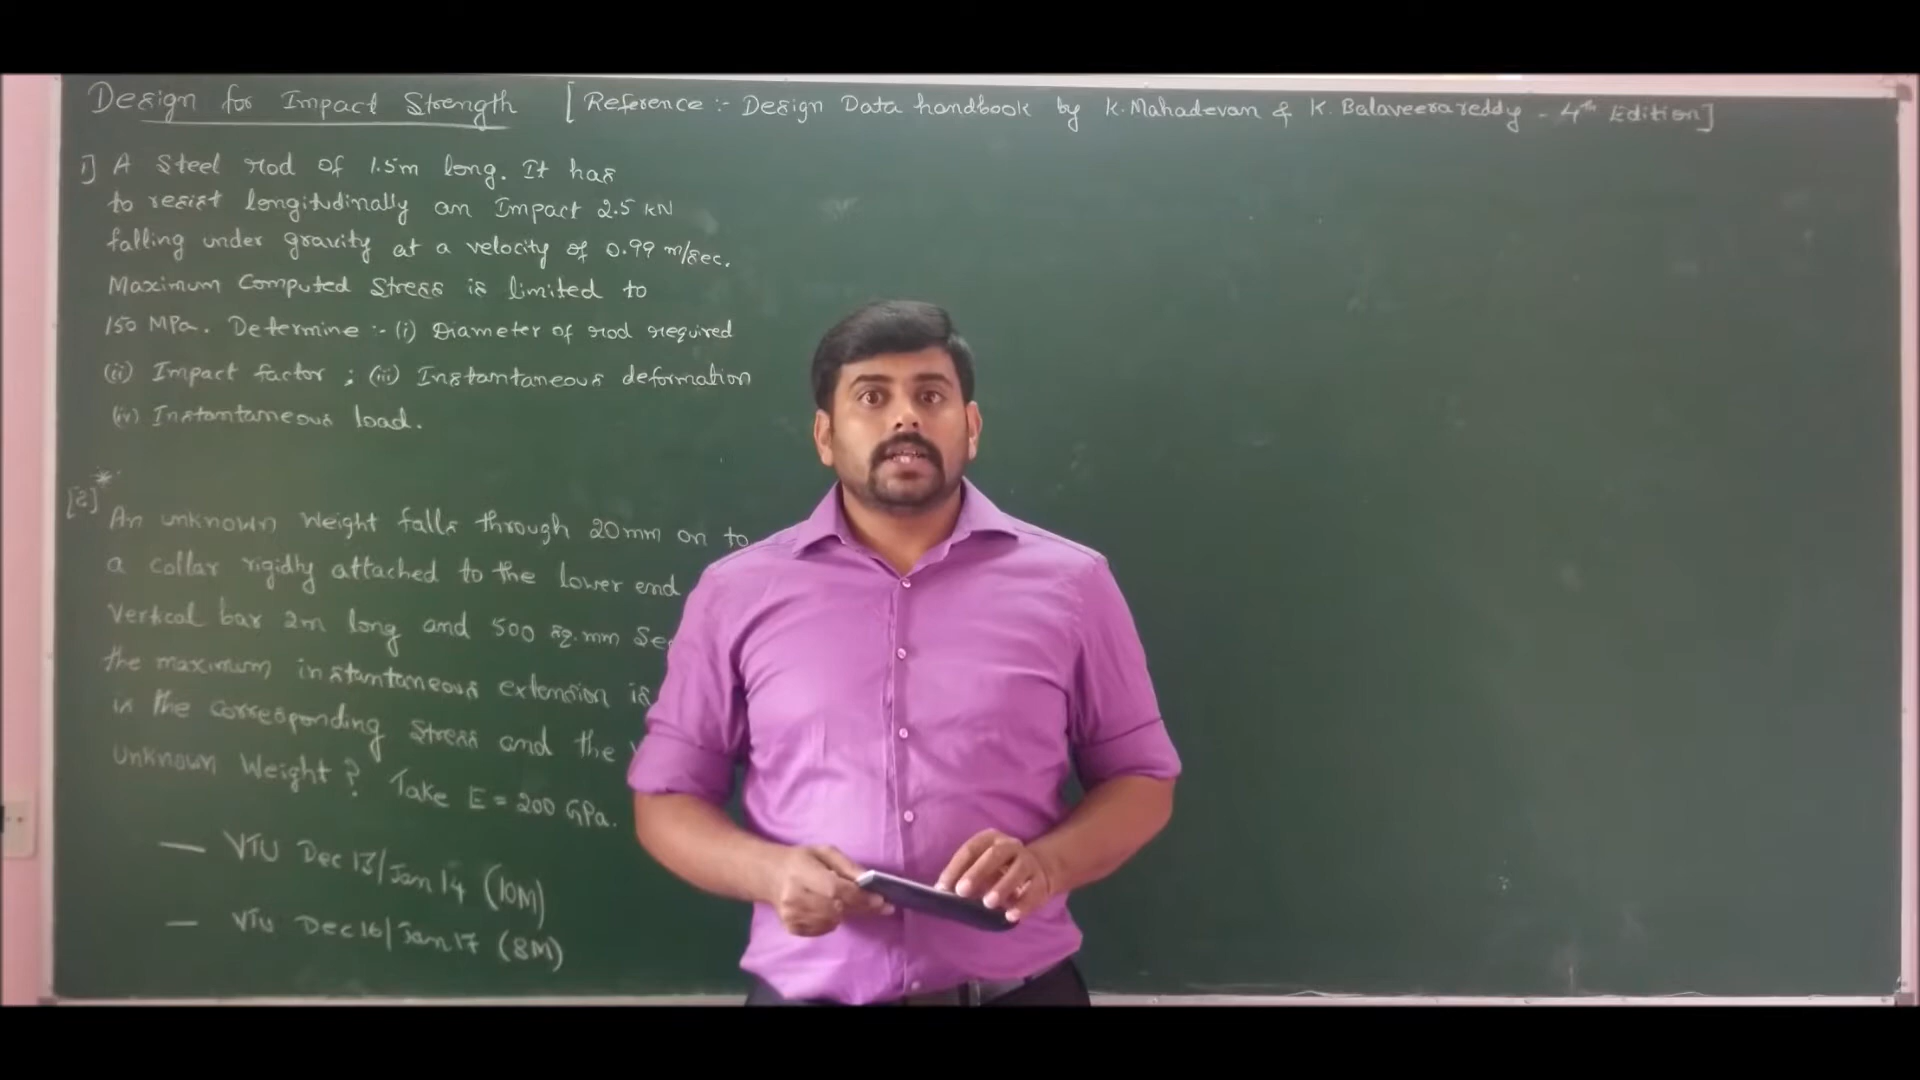 Design for Impact Strength [Reference :- Design Data handbook by K. Mahadevan & K. Balaveerareddy - 4th Edition]
1] A Steel rod of 1.5m long. It has
to resist longitudinally an Impact 2.5 kN
falling under gravity at a velocity of 0.99 m/sec.
Maximum Computed Stress is limited to
150 MPa. Determine :- (i) Diameter of rod required
(ii) Impact factor ; (iii) Instantaneous deformation
(iv) Instantaneous load.
[2]*
An unknown weight falls through 20mm on to
a collar rigidly attached to the lower end
Vertical bar 2m long and 500 sq.mm
the maximum instantaneous extension is
is the corresponding stress and the
unknown Weight? Take E = 200 GPa.
— VTU Dec 13/Jan 14 (10M)
— VTU Dec 16/Jan 17 (8M)